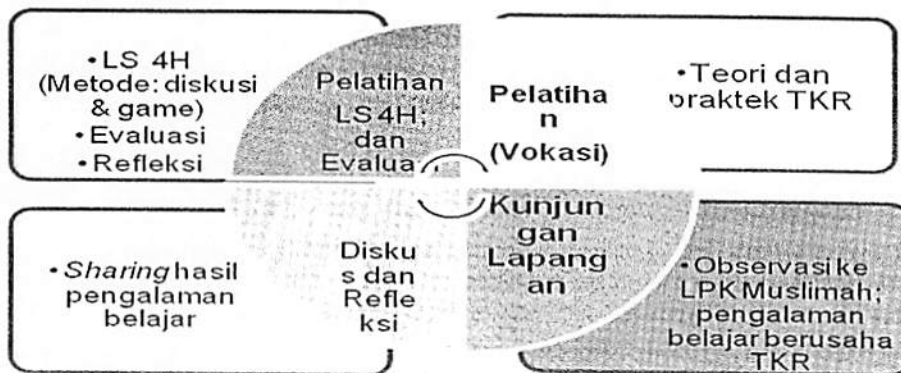 •LS 4H
(Metode: diskusi
& game)
•Evaluasi
•Refleksi
Pelatihan
LS 4H;
dan
Evalua
Pelatiha
n
(Vokasi)
•Teori dan
praktek TKR
•Sharing hasil
pengalaman
belajar
Disku
s dan
Refle
ksi
Kunjun
gan
Lapang
an
•Observasi ke
LPK Muslimah;
pengalaman
belajar berusaha
TKR